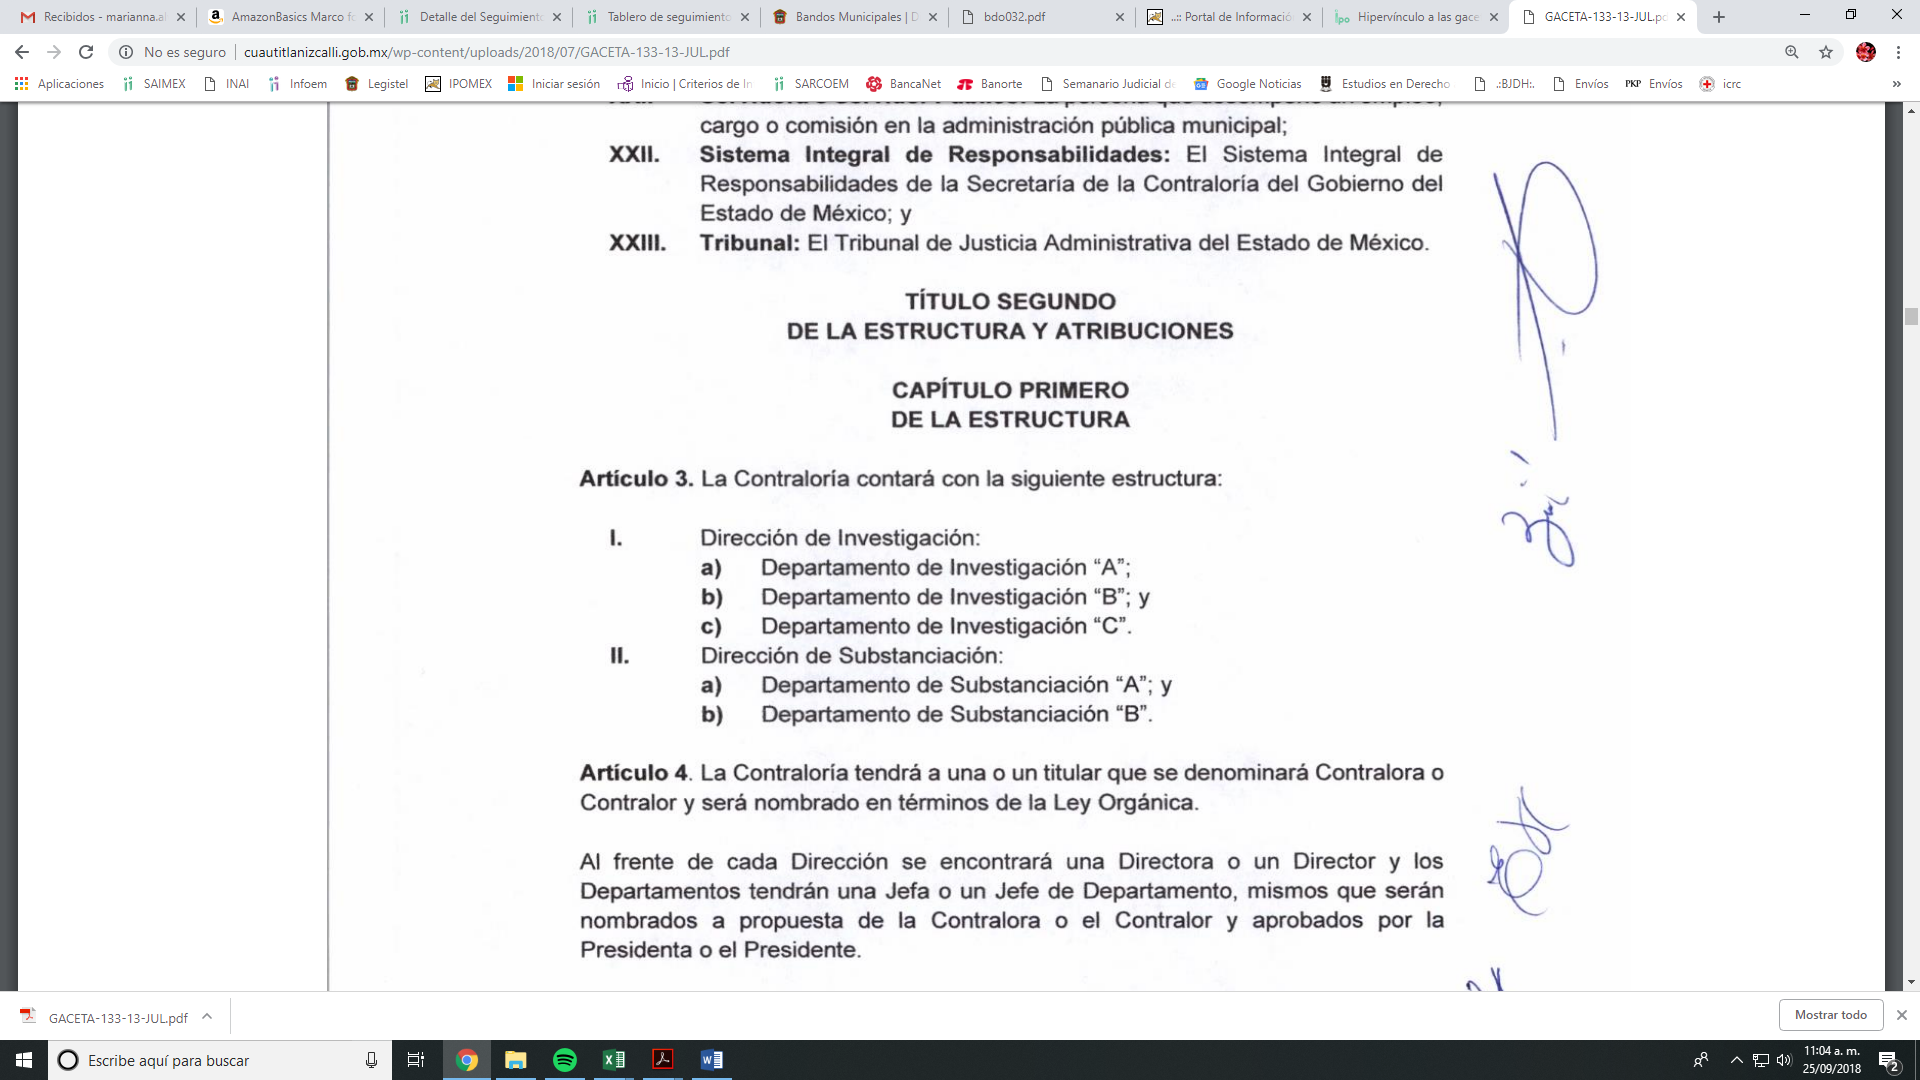 Recibidos - marianna.al
AmazonBasics Marco fo
Detalle del Seguimiento
Tablero de seguimiento
Bandos Municipales | D
bdo032.pdf
..:: Portal de Información
Hipervínculo a las gace
GACETA-133-13-JUL.pd
No es seguro | cuautitlanizcalli.gob.mx/wp-content/uploads/2018/07/GACETA-133-13-JUL.pdf
Aplicaciones
SAIMEX
INAI
Infoem
Legistel
IPOMEX
Iniciar sesión
Inicio | Criterios de In
SARCOEM
BancaNet
Banorte
Semanario Judicial de
Google Noticias
Estudios en Derecho
.:BJDH:.
Envíos
PKP Envíos
icrc
»
cargo o comisión en la administración pública municipal;
XXII. Sistema Integral de Responsabilidades: El Sistema Integral de
Responsabilidades de la Secretaría de la Contraloría del Gobierno del
Estado de México; y
XXIII. Tribunal: El Tribunal de Justicia Administrativa del Estado de México.
TÍTULO SEGUNDO
DE LA ESTRUCTURA Y ATRIBUCIONES
CAPÍTULO PRIMERO
DE LA ESTRUCTURA
Artículo 3. La Contraloría contará con la siguiente estructura:
I. Dirección de Investigación:
a) Departamento de Investigación “A”;
b) Departamento de Investigación “B”; y
c) Departamento de Investigación “C”.
II. Dirección de Substanciación:
a) Departamento de Substanciación “A”; y
b) Departamento de Substanciación “B”.
Artículo 4. La Contraloría tendrá a una o un titular que se denominará Contralora o
Contralor y será nombrado en términos de la Ley Orgánica.
Al frente de cada Dirección se encontrará una Directora o un Director y los
Departamentos tendrán una Jefa o un Jefe de Departamento, mismos que serán
nombrados a propuesta de la Contralora o el Contralor y aprobados por la
Presidenta o el Presidente.
GACETA-133-13-JUL.pdf
Mostrar todo
Escribe aquí para buscar
11:04 a. m.
25/09/2018
2